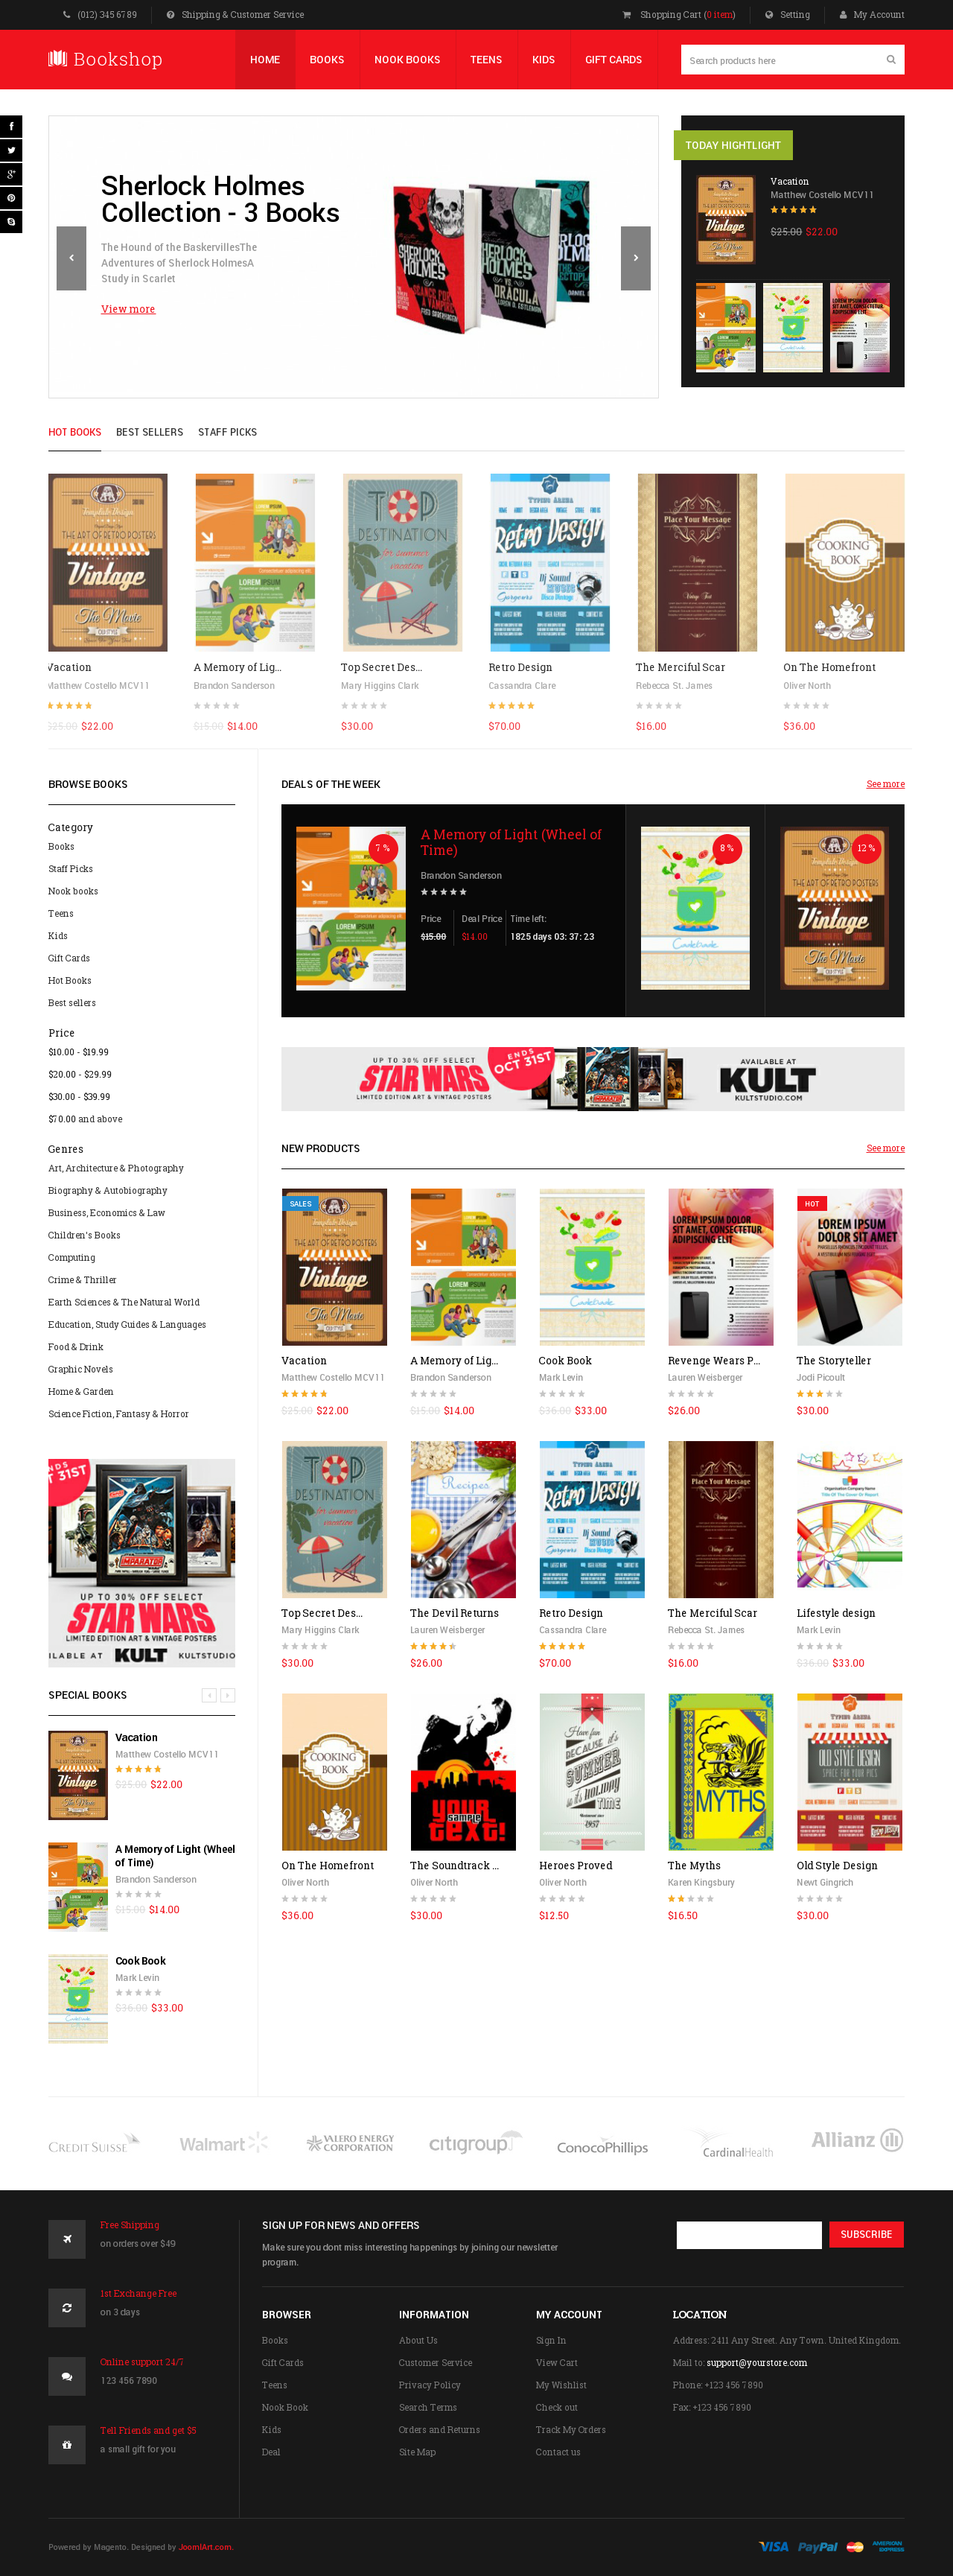 (012) 345 6789
Shipping & Customer Service
Shopping Cart (0 item)
Setting
My Account
Bookshop
HOME
BOOKS
NOOK BOOKS
TEENS
KIDS
GIFT CARDS
Search products here
Sherlock Holmes
Collection - 3 Books
The Hound of the BaskervillesThe
Adventures of Sherlock HolmesA
Study in Scarlet
View more
TODAY HIGHTLIGHT
Vacation
Matthew Costello MCV11
$25.00 $22.00
HOT BOOKS
BEST SELLERS
STAFF PICKS
Vacation
Matthew Costello MCV11
$25.00 $22.00
A Memory of Lig...
Brandon Sanderson
$15.00 $14.00
Top Secret Des...
Mary Higgins Clark
$30.00
Retro Design
Cassandra Clare
$70.00
The Merciful Scar
Rebecca St. James
$16.00
On The Homefront
Oliver North
$36.00
BROWSE BOOKS
Category
Books
Staff Picks
Nook books
Teens
Kids
Gift Cards
Hot Books
Best sellers
Price
$10.00 - $19.99
$20.00 - $29.99
$30.00 - $39.99
$70.00 and above
Genres
Art, Architecture & Photography
Biography & Autobiography
Business, Economics & Law
Children's Books
Computing
Crime & Thriller
Earth Sciences & The Natural World
Education, Study Guides & Languages
Food & Drink
Graphic Novels
Home & Garden
Science Fiction, Fantasy & Horror
ENDS
OCT 31ST
IMPARATOR
UP TO 30% OFF SELECT
STAR WARS
LIMITED EDITION ART & VINTAGE POSTERS
ILABLE AT KULT KULTSTUDIO
SPECIAL BOOKS
Vacation
Matthew Costello MCV11
$25.00 $22.00
A Memory of Light (Wheel
of Time)
Brandon Sanderson
$15.00 $14.00
Cook Book
Mark Levin
$36.00 $33.00
DEALS OF THE WEEK
See more
7 %
A Memory of Light (Wheel of
Time)
Brandon Sanderson
Price
Deal Price
Time left:
$15.00
$14.00
1825 days 03: 37: 23
8 %
12 %
UP TO 30% OFF SELECT
STAR WARS
LIMITED EDITION ART & VINTAGE POSTERS
ENDS
OCT 31ST
AVAILABLE AT
KULT
KULTSTUDIO.COM
NEW PRODUCTS
See more
SALES
Vacation
Matthew Costello MCV11
$25.00 $22.00
A Memory of Lig...
Brandon Sanderson
$15.00 $14.00
Cook Book
Mark Levin
$36.00 $33.00
Revenge Wears P...
Lauren Weisberger
$26.00
HOT
The Storyteller
Jodi Picoult
$30.00
Top Secret Des...
Mary Higgins Clark
$30.00
The Devil Returns
Lauren Weisberger
$26.00
Retro Design
Cassandra Clare
$70.00
The Merciful Scar
Rebecca St. James
$16.00
Lifestyle design
Mark Levin
$36.00 $33.00
On The Homefront
Oliver North
$36.00
The Soundtrack ...
Oliver North
$30.00
Heroes Proved
Oliver North
$12.50
The Myths
Karen Kingsbury
$16.50
Old Style Design
Newt Gingrich
$30.00
CREDIT SUISSE
Walmart
VALERO ENERGY
CORPORATION
citigroup
ConocoPhillips
CardinalHealth
Allianz
Free Shipping
on orders over $49
1st Exchange Free
on 3 days
Online support 24/7
123 456 7890
Tell Friends and get $5
a small gift for you
SIGN UP FOR NEWS AND OFFERS
Make sure you dont miss interesting happenings by joining our newsletter
program.
SUBSCRIBE
BROWSER
Books
Gift Cards
Teens
Nook Book
Kids
Deal
INFORMATION
About Us
Customer Service
Privacy Policy
Search Terms
Orders and Returns
Site Map
MY ACCOUNT
Sign In
View Cart
My Wishlist
Check out
Track My Orders
Contact us
LOCATION
Address: 2411 Any Street. Any Town. United Kingdom.
Mail to: support@yourstore.com
Phone: +123 456 7890
Fax: +123 456 7890
Powered by Magento. Designed by JoomlArt.com.
VISA
PayPal
MasterCard
AMERICAN
EXPRESS